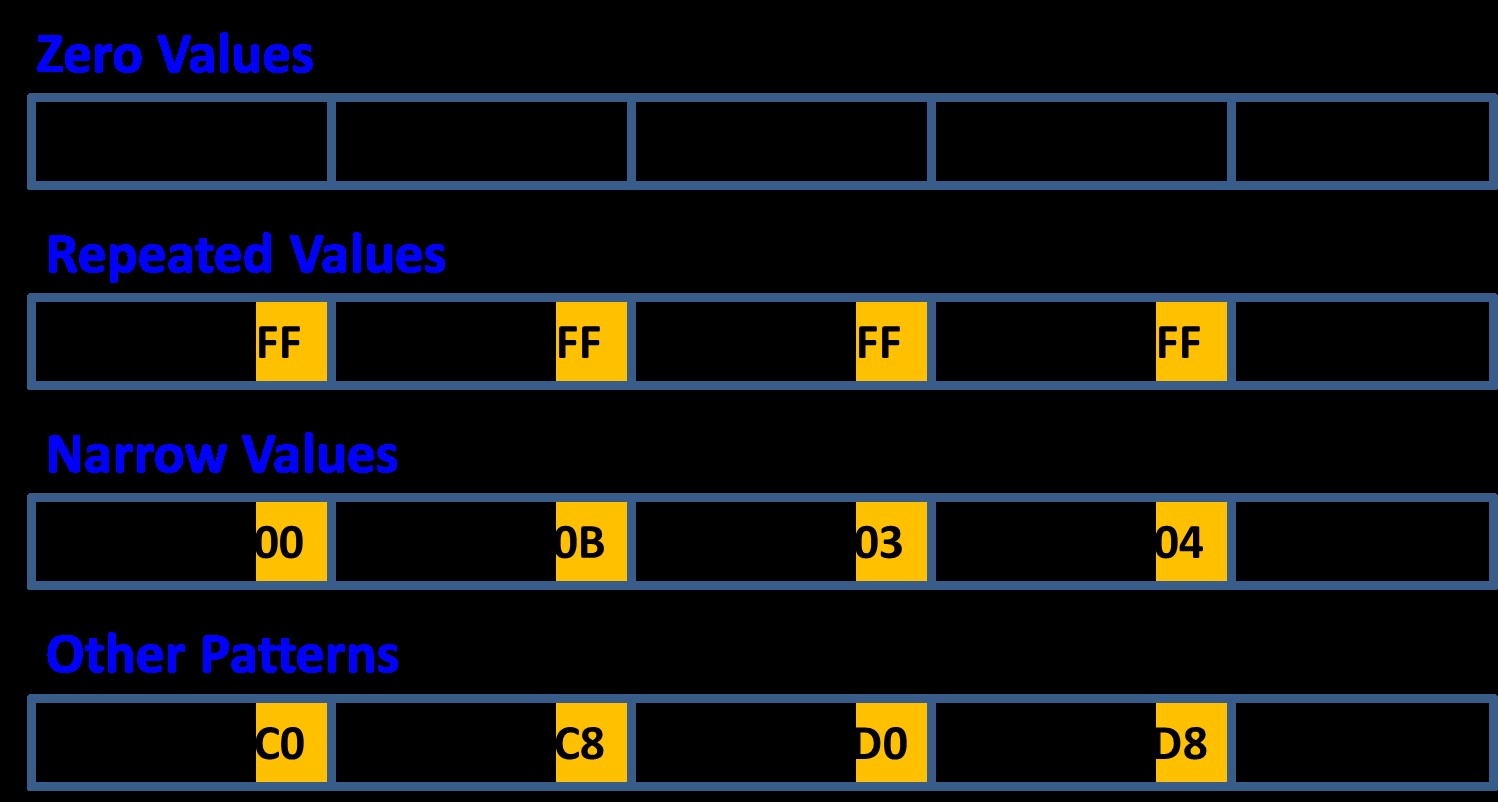 Zero Values
Repeated Values
FF FF FF FF
Narrow Values
00 0B 03 04
Other Patterns
C0 C8 D0 D8